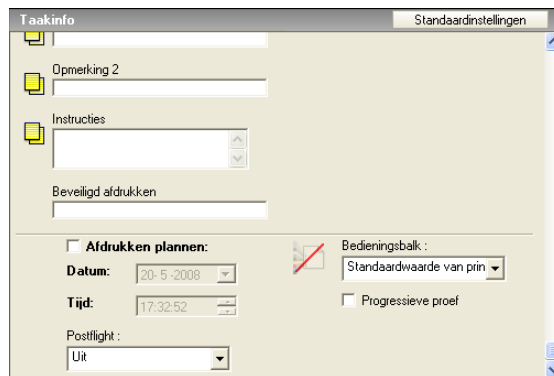 Taakinfo
Standaardinstellingen
Opmerking 2
Instructies
Beveiligd afdrukken
Afdrukken plannen:
Datum:
20- 5 -2008
Tijd:
17:32:52
Postflight :
Uit
Bedieningsbalk :
Standaardwaarde van prin
Progressieve proef